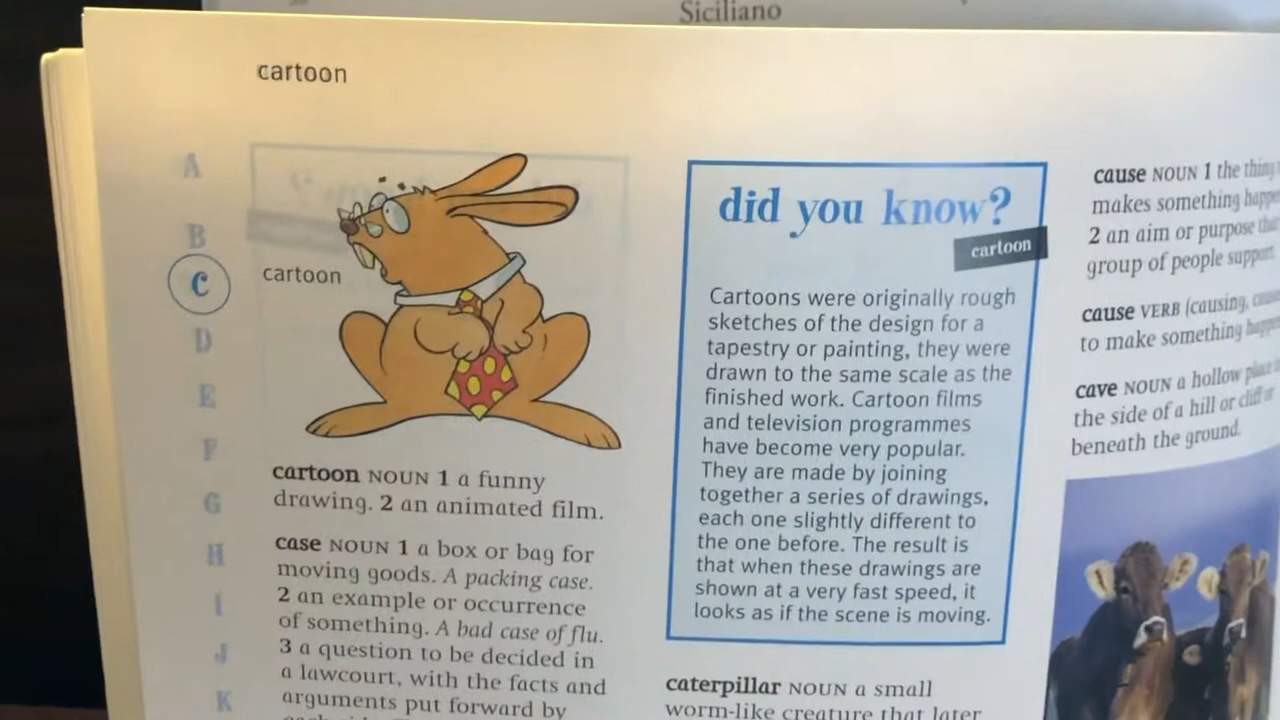 Siciliano
cartoon
A
B
C
D
E
F
G
H
I
J
K
cartoon
cartoon NOUN 1 a funny
drawing. 2 an animated film.
case NOUN 1 a box or bag for
moving goods. A packing case.
2 an example or occurrence
of something. A bad case of flu.
3 a question to be decided in
a lawcourt, with the facts and
arguments put forward by
did you know?
cartoon
Cartoons were originally rough
sketches of the design for a
tapestry or painting, they were
drawn to the same scale as the
finished work. Cartoon films
and television programmes
have become very popular.
They are made by joining
together a series of drawings,
each one slightly different to
the one before. The result is
that when these drawings are
shown at a very fast speed, it
looks as if the scene is moving.
caterpillar NOUN a small
worm-like creature that later
cause NOUN 1 the thing
makes something
2 an aim or purpose
group of people support.
cause VERB (causing,
to make something
cave NOUN a hollow place
the side of a hill or cliff or
beneath the ground.